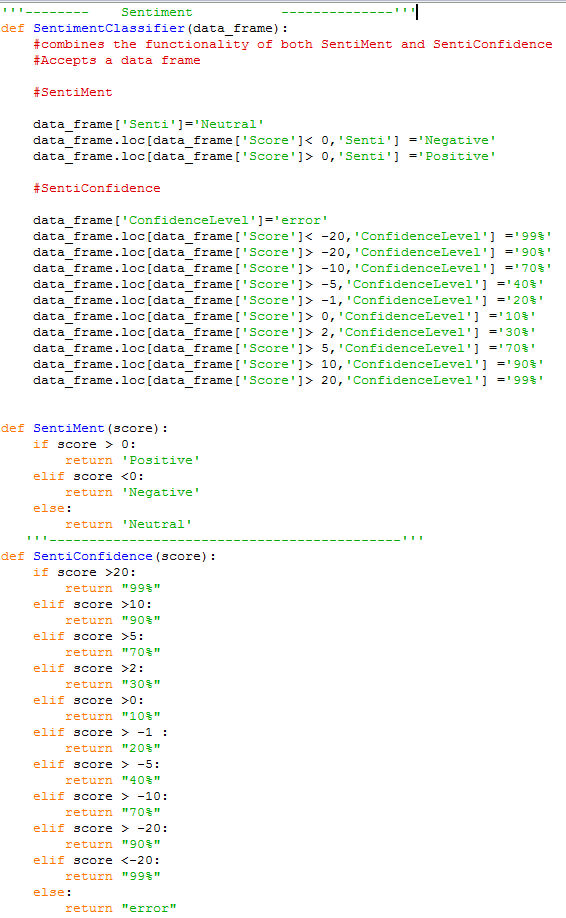 '''--------    Sentiment           --------------'''
def SentimentClassifier(data_frame):
    #combines the functionality of both SentiMent and SentiConfidence
    #Accepts a data frame
    #SentiMent
    data_frame['Senti']='Neutral'
    data_frame.loc[data_frame['Score']< 0,'Senti'] ='Negative'
    data_frame.loc[data_frame['Score']> 0,'Senti'] ='Positive'
    #SentiConfidence
    data_frame['ConfidenceLevel']='error'
    data_frame.loc[data_frame['Score']< -20,'ConfidenceLevel'] ='99%'
    data_frame.loc[data_frame['Score']> -20,'ConfidenceLevel'] ='90%'
    data_frame.loc[data_frame['Score']> -10,'ConfidenceLevel'] ='70%'
    data_frame.loc[data_frame['Score']> -5,'ConfidenceLevel'] ='40%'
    data_frame.loc[data_frame['Score']> -1,'ConfidenceLevel'] ='20%'
    data_frame.loc[data_frame['Score']> 0,'ConfidenceLevel'] ='10%'
    data_frame.loc[data_frame['Score']> 2,'ConfidenceLevel'] ='30%'
    data_frame.loc[data_frame['Score']> 5,'ConfidenceLevel'] ='70%'
    data_frame.loc[data_frame['Score']> 10,'ConfidenceLevel'] ='90%'
    data_frame.loc[data_frame['Score']> 20,'ConfidenceLevel'] ='99%'
def SentiMent(score):
    if score > 0:
        return 'Positive'
    elif score <0:
        return 'Negative'
    else:
        return 'Neutral'
   '''--------------------------------------------'''
def SentiConfidence(score):
    if score >20:
        return "99%"
    elif score >10:
        return "90%"
    elif score >5:
        return "70%"
    elif score >2:
        return "30%"
    elif score >0:
        return "10%"
    elif score > -1 :
        return "20%"
    elif score > -5:
        return "40%"
    elif score > -10:
        return "70%"
    elif score > -20:
        return "90%"
    elif score <-20:
        return "99%"
    else:
        return "error"